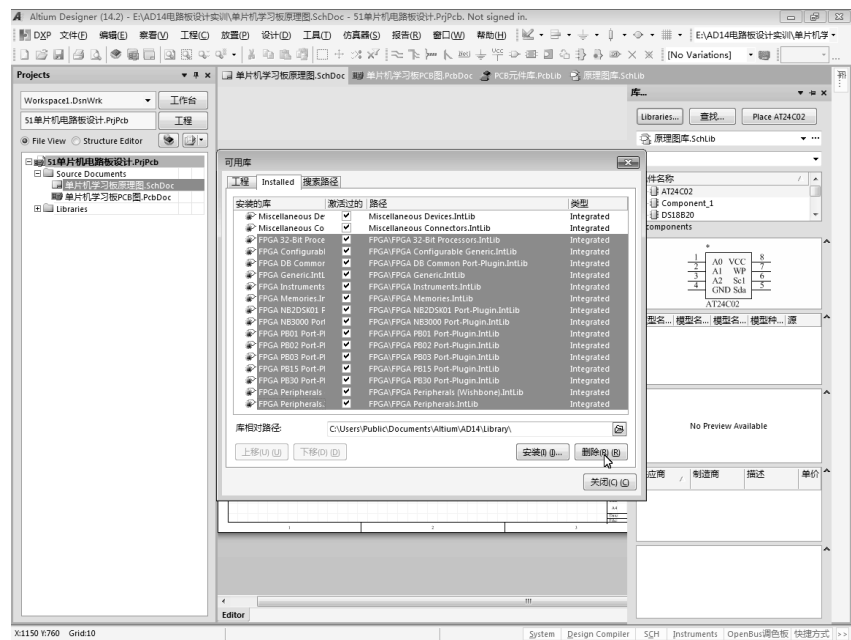 Altium Designer (14.2) - E:\AD14电路板设计实训\单片机学习板原理图.SchDoc - 51单片机电路板设计.PrjPcb. Not signed in.
DXP 文件(F) 编辑(E) 察看(V) 工程(C) 放置(P) 设计(D) 工具(T) 仿真器(S) 报告(R) 窗口(W) 帮助(H) E:\AD14电路板设计实训\单片机学
[No Variations]
Projects
Workspace1.DsnWrk 工作台
51单片机电路板设计.PrjPcb 工程
File View Structure Editor
51单片机电路板设计.PrjPcb
Source Documents
单片机学习板原理图.SchDoc
单片机学习板PCB图.PcbDoc
Libraries
单片机学习板原理图.SchDoc 单片机学习板PCB图.PcbDoc PCB元件库.PcbLib 原理图库.SchLib
可用库
工程 Installed 搜索路径
安装的库 激活过的 路径 类型
Miscellaneous De Miscellaneous Devices.IntLib Integrated
Miscellaneous Co Miscellaneous Connectors.IntLib Integrated
FPGA 32-Bit Proce FPGA\FPGA 32-Bit Processors.IntLib Integrated
FPGA Configurabl FPGA\FPGA Configurable Generic.IntLib Integrated
FPGA DB Commor FPGA\FPGA DB Common Port-Plugin.IntLib Integrated
FPGA Generic.IntL FPGA\FPGA Generic.IntLib Integrated
FPGA Instruments FPGA\FPGA Instruments.IntLib Integrated
FPGA Memories.Ir FPGA\FPGA Memories.IntLib Integrated
FPGA NB2DSK01 F FPGA\FPGA NB2DSK01 Port-Plugin.IntLib Integrated
FPGA NB3000 Port FPGA\FPGA NB3000 Port-Plugin.IntLib Integrated
FPGA PB01 Port-Pl FPGA\FPGA PB01 Port-Plugin.IntLib Integrated
FPGA PB02 Port-Pl FPGA\FPGA PB02 Port-Plugin.IntLib Integrated
FPGA PB03 Port-Pl FPGA\FPGA PB03 Port-Plugin.IntLib Integrated
FPGA PB15 Port-Pl FPGA\FPGA PB15 Port-Plugin.IntLib Integrated
FPGA PB30 Port-Pl FPGA\FPGA PB30 Port-Plugin.IntLib Integrated
FPGA Peripherals FPGA\FPGA Peripherals (Wishbone).IntLib Integrated
FPGA Peripherals. FPGA\FPGA Peripherals.IntLib Integrated
库相对路径: C:\Users\Public\Documents\Altium\AD14\Library\
上移(U) (U) 下移(D) (D) 安装(I) (I)... 删除(R) (R)
关闭(C) (C)
1 2 3
Editor
库...
Libraries... 查找... Place AT24C02
原理图库.SchLib
件名称
AT24C02
Component_1
DS18B20
components
*
1 A0 VCC 8
2 A1 WP 7
3 A2 Scl 6
4 GND Sda 5
AT24C02
型名... 模型名... 模型名... 模型种... 源
No Preview Available
应商 制造商 描述 单价
X:1150 Y:760 Grid:10
System Design Compiler SCH Instruments OpenBus调色板 快捷方式 >>